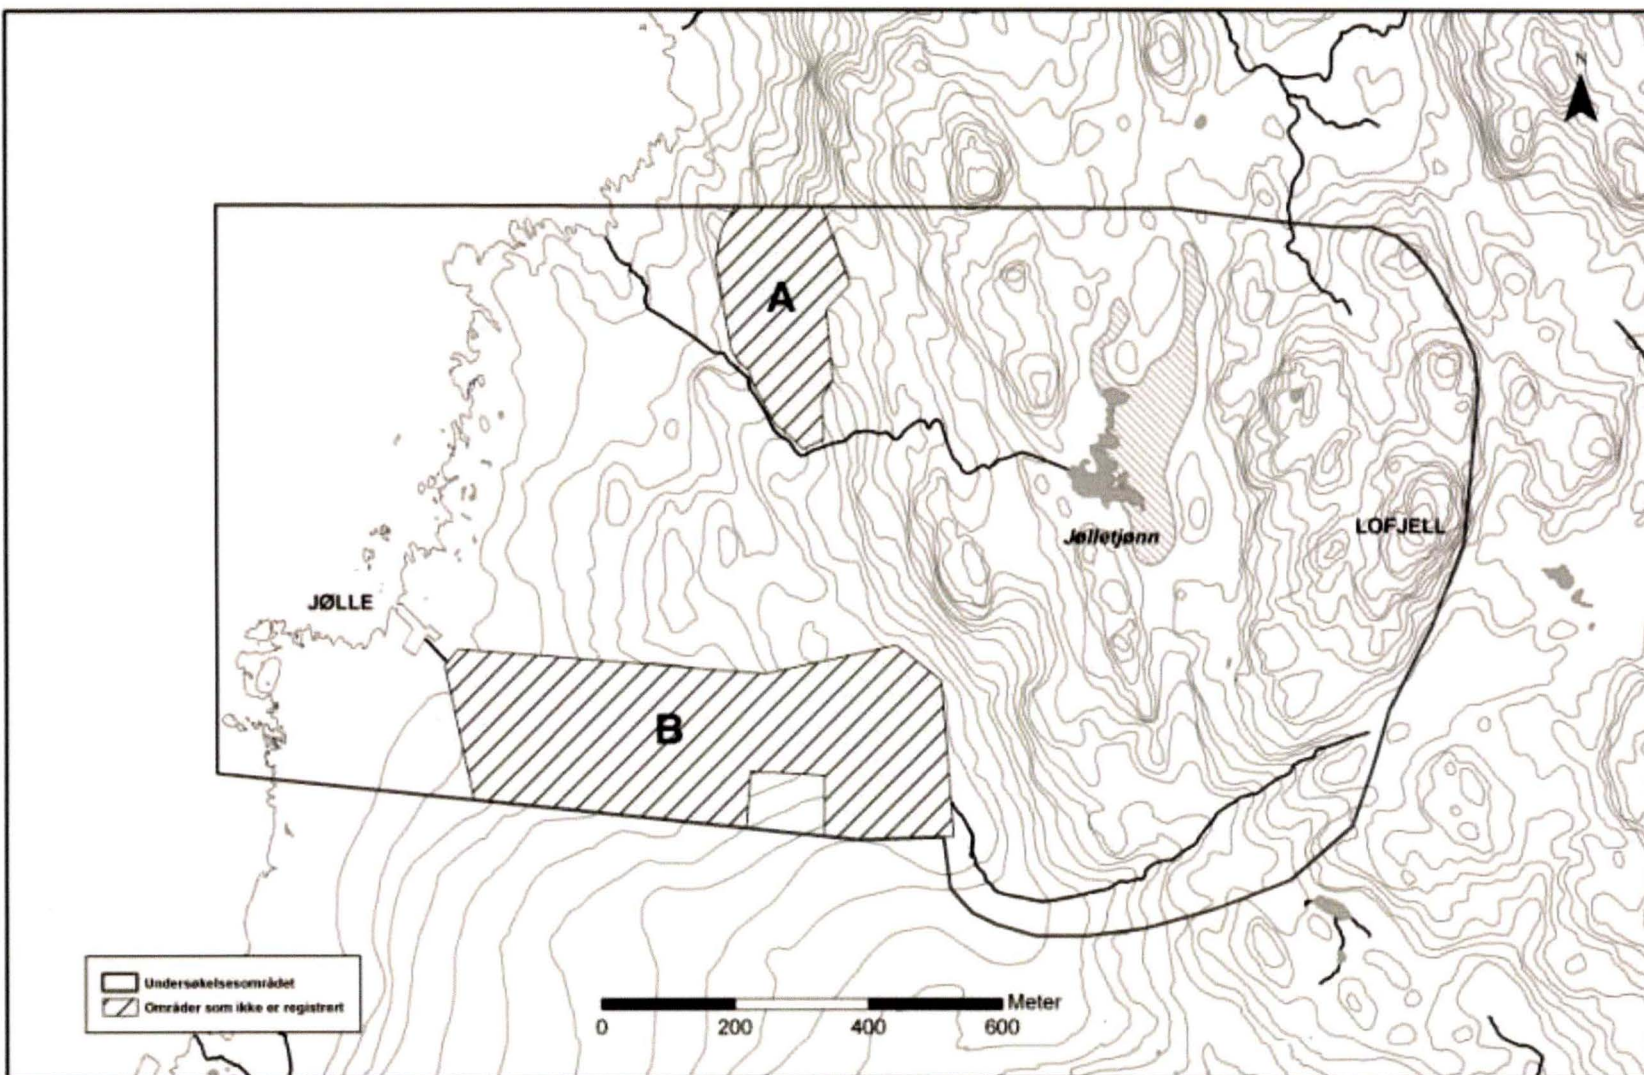 N
A
LOFJELL
Jølletjønn
JØLLE
B
Undersøkelsesområdet
Områder som ikke er registrert
Meter
0 200 400 600